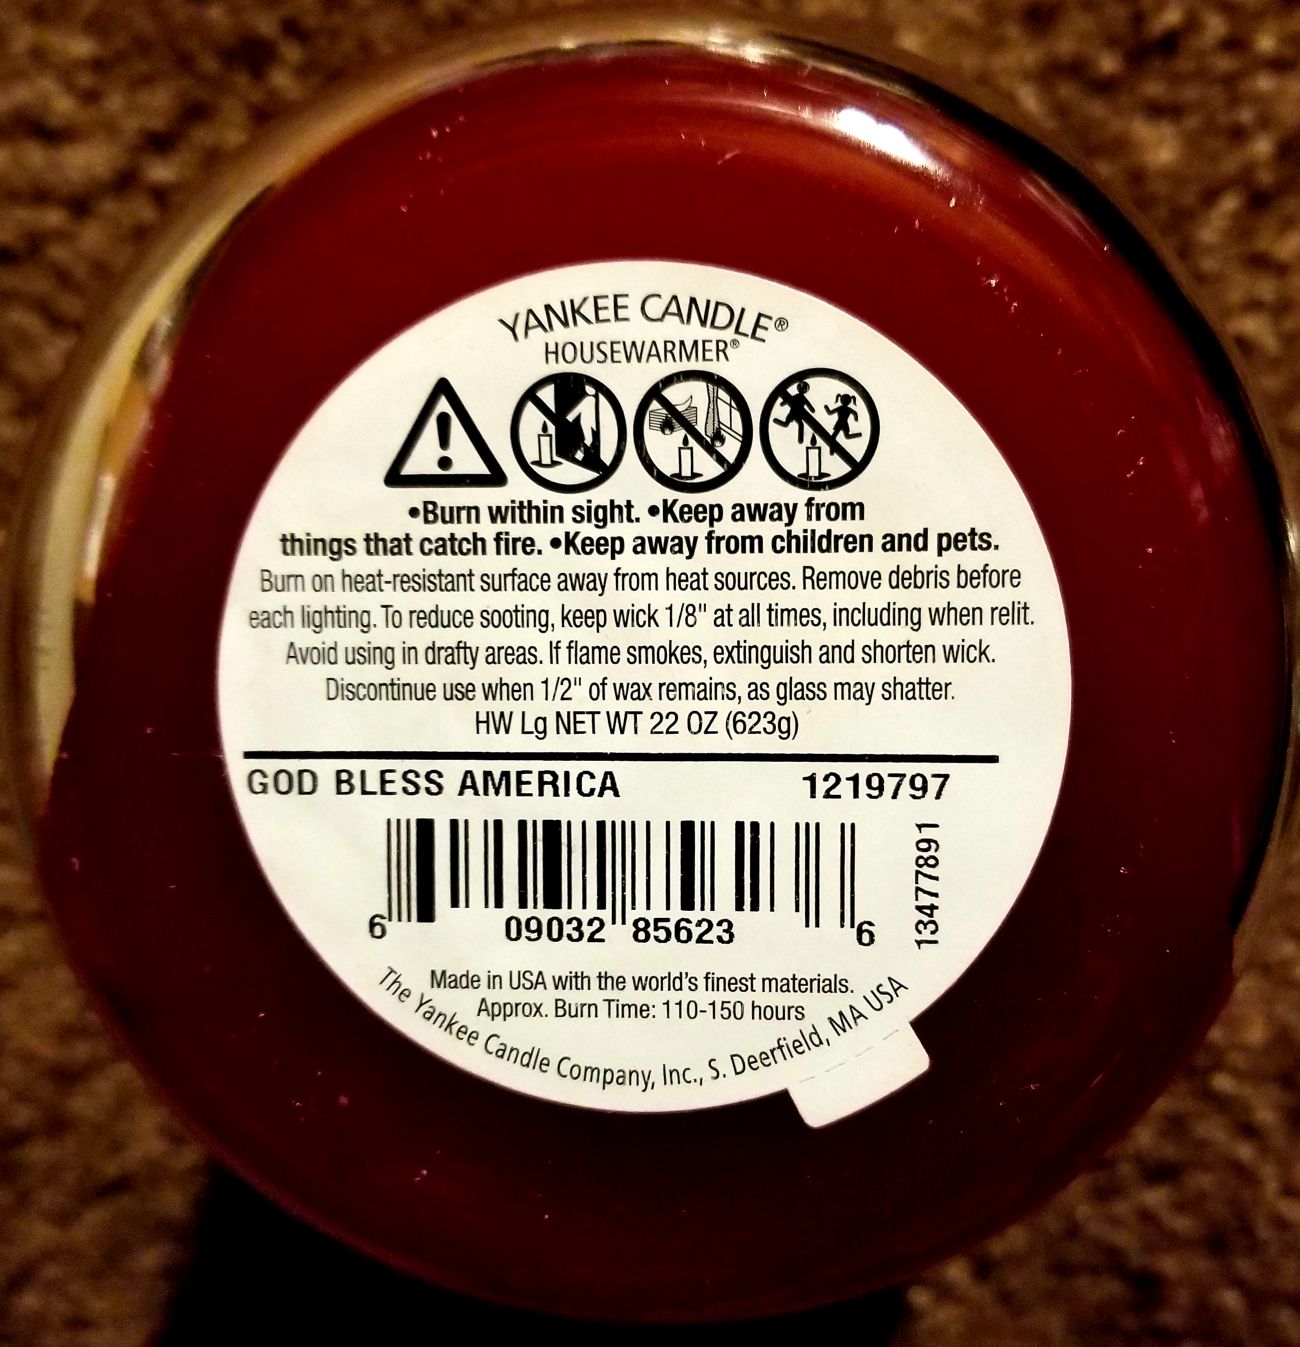 YANKEE CANDLE®
HOUSEWARMER®
•Burn within sight. •Keep away from
things that catch fire. •Keep away from children and pets.
Burn on heat-resistant surface away from heat sources. Remove debris before
each lighting. To reduce sooting, keep wick 1/8" at all times, including when relit.
Avoid using in drafty areas. If flame smokes, extinguish and shorten wick.
Discontinue use when 1/2" of wax remains, as glass may shatter.
HW Lg NET WT 22 OZ (623g)
GOD BLESS AMERICA 1219797
13477891
6 09032 85623 6
Made in USA with the world's finest materials.
Approx. Burn Time: 110-150 hours
The Yankee Candle Company, Inc., S. Deerfield, MA USA